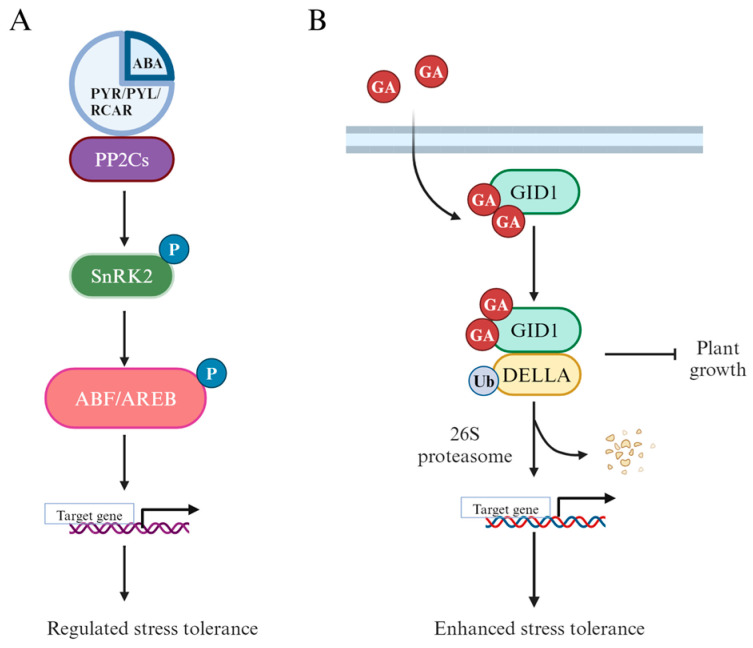 A
ABA
PYR/PYL/
RCAR
PP2Cs
P
SnRK2
P
ABF/AREB
Target gene
Regulated stress tolerance
B
GA
GA
GID1
GA
GA
GA
GID1
GA
DELLA
Ub
Plant
growth
26S
proteasome
Target gene
Enhanced stress tolerance